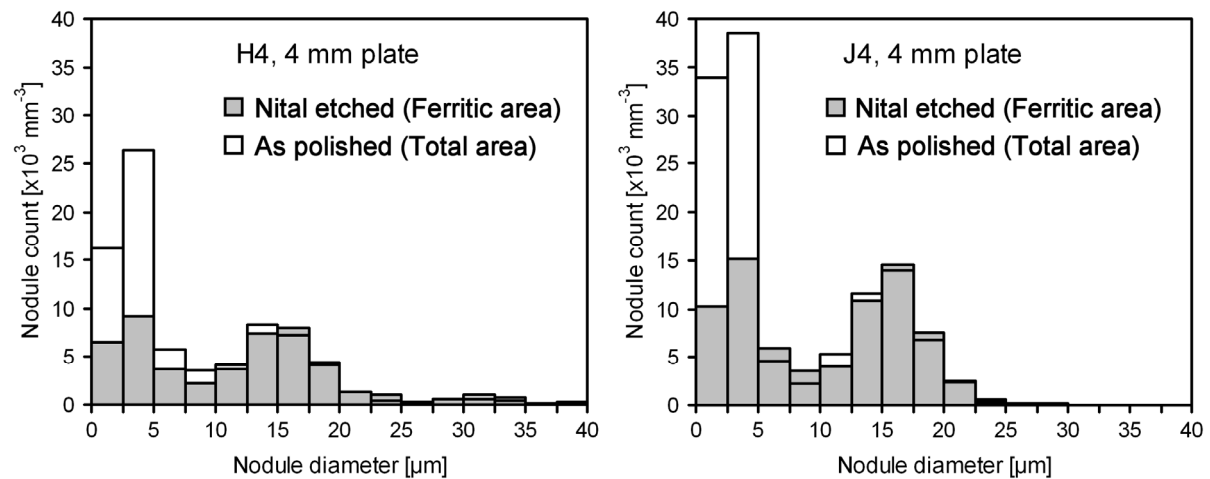 H4, 4 mm plate
Nital etched (Ferritic area)
As polished (Total area)
Nodule count [x10³ mm⁻³]
40
35
30
25
20
15
10
5
0
0 5 10 15 20 25 30 35 40
Nodule diameter [µm]
J4, 4 mm plate
Nital etched (Ferritic area)
As polished (Total area)
Nodule count [x10³ mm⁻³]
40
35
30
25
20
15
10
5
0
0 5 10 15 20 25 30 35 40
Nodule diameter [µm]